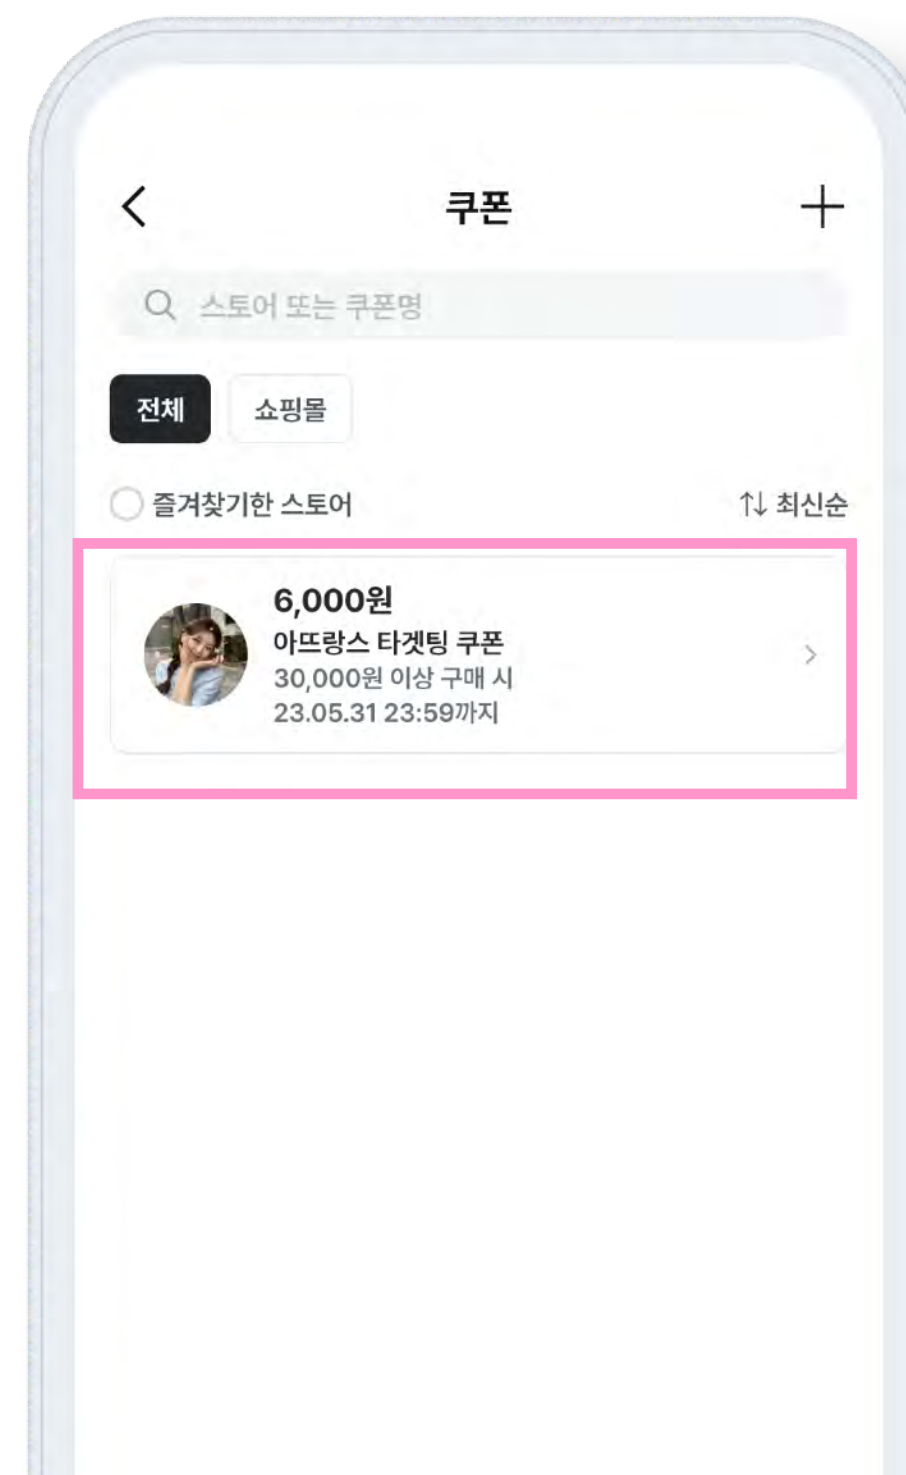 쿠폰
스토어 또는 쿠폰명
전체 쇼핑몰
즐겨찾기한 스토어 ↑↓ 최신순
6,000원
아뜨랑스 타겟팅 쿠폰
30,000원 이상 구매 시
23.05.31 23:59까지